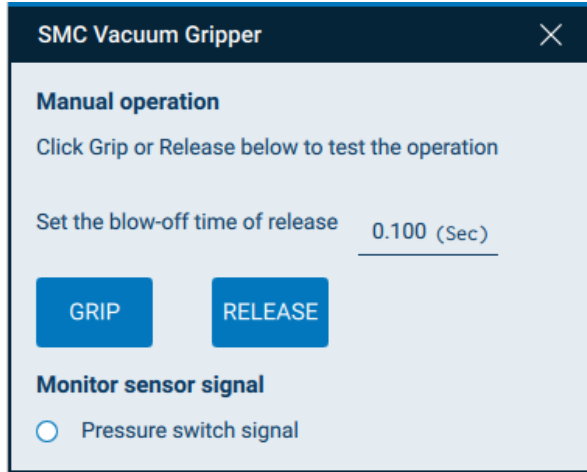 SMC Vacuum Gripper
Manual operation
Click Grip or Release below to test the operation
Set the blow-off time of release 0.100 (Sec)
GRIP RELEASE
Monitor sensor signal
Pressure switch signal